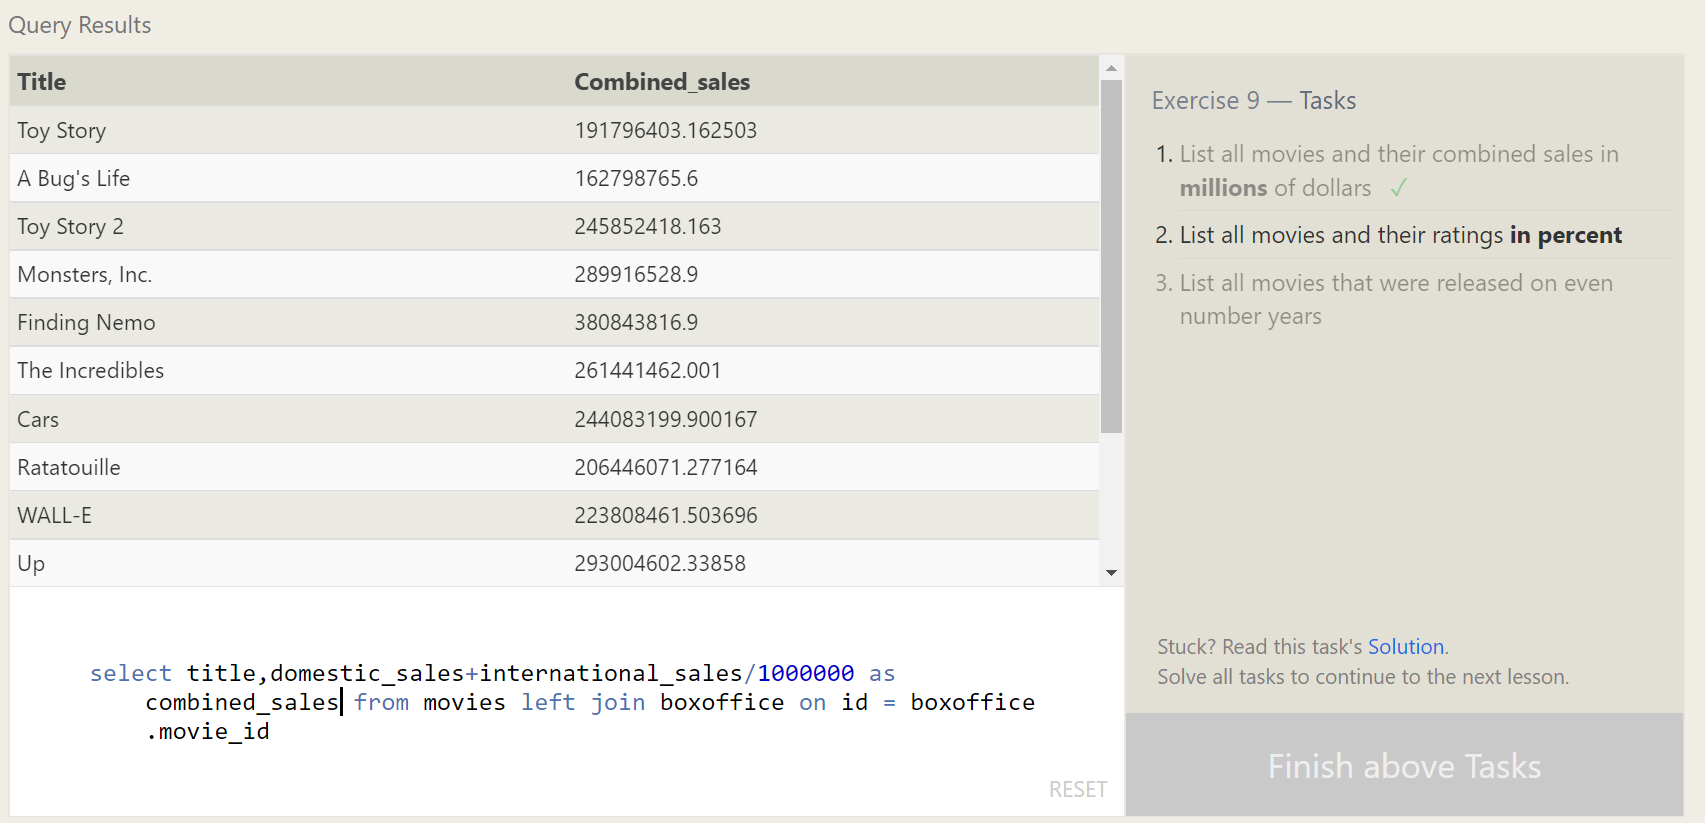 Query Results
Title Combined_sales
Toy Story 191796403.162503
A Bug's Life 162798765.6
Toy Story 2 245852418.163
Monsters, Inc. 289916528.9
Finding Nemo 380843816.9
The Incredibles 261441462.001
Cars 244083199.900167
Ratatouille 206446071.277164
WALL-E 223808461.503696
Up 293004602.33858
select title,domestic_sales+international_sales/1000000 as
combined_sales from movies left join boxoffice on id = boxoffice
.movie_id
RESET
Exercise 9 — Tasks
1. List all movies and their combined sales in
millions of dollars ✓
2. List all movies and their ratings in percent
3. List all movies that were released on even
number years
Stuck? Read this task's Solution.
Solve all tasks to continue to the next lesson.
Finish above Tasks